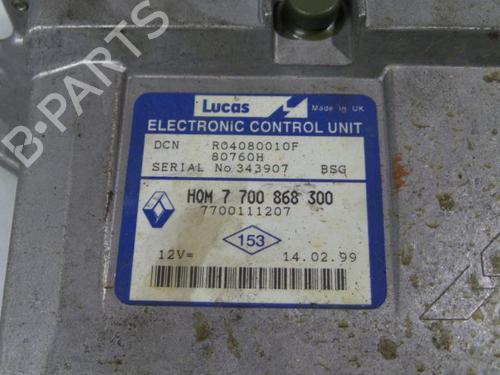 B-PARTS
Lucas
Made in UK
ELECTRONIC CONTROL UNIT
DCN R04080010F
80760H
SERIAL No 343907 BSG
HOM 7 700 868 300
7700111207
153
12V= 14.02.99